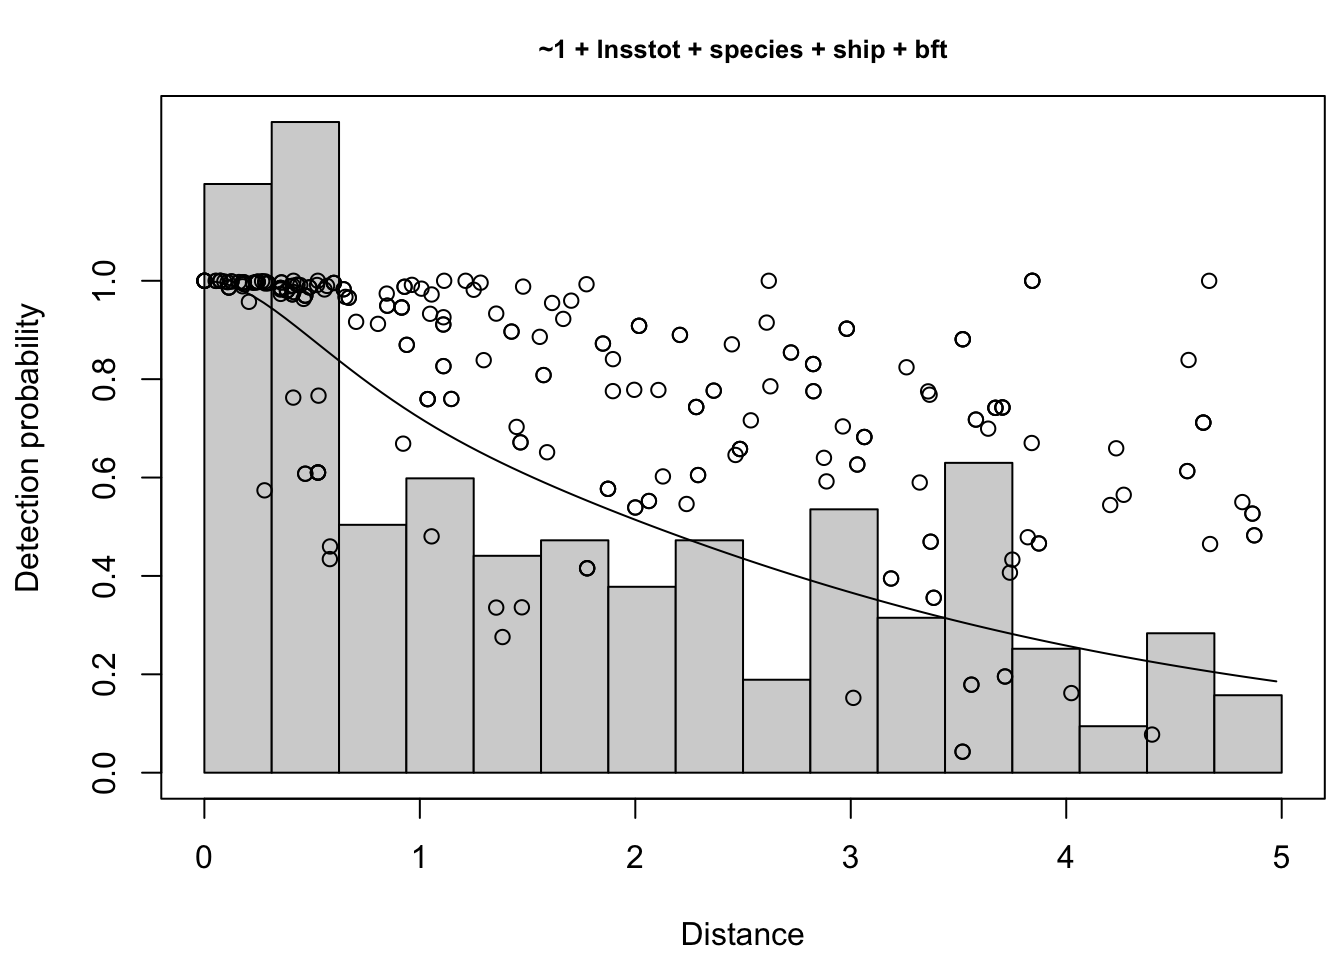 ~1 + lnsstot + species + ship + bft
Detection probability
1.0
0.8
0.6
0.4
0.2
0.0
0 1 2 3 4 5
Distance